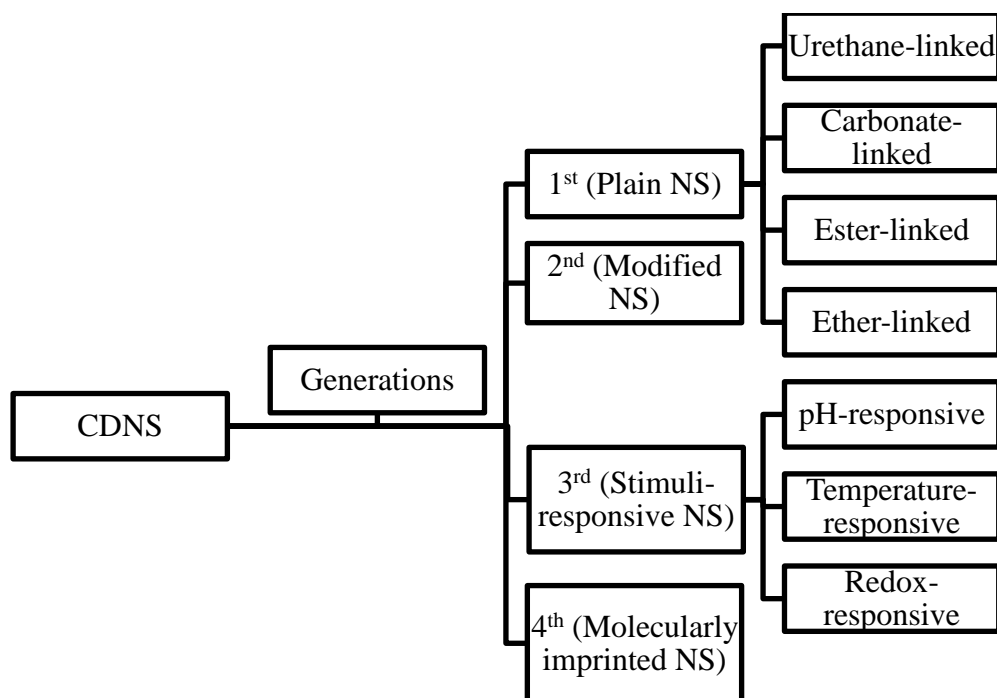 CDNS
Generations
1st (Plain NS)
2nd (Modified
NS)
3rd (Stimuli-
responsive NS)
4th (Molecularly
imprinted NS)
Urethane-linked
Carbonate-
linked
Ester-linked
Ether-linked
pH-responsive
Temperature-
responsive
Redox-
responsive